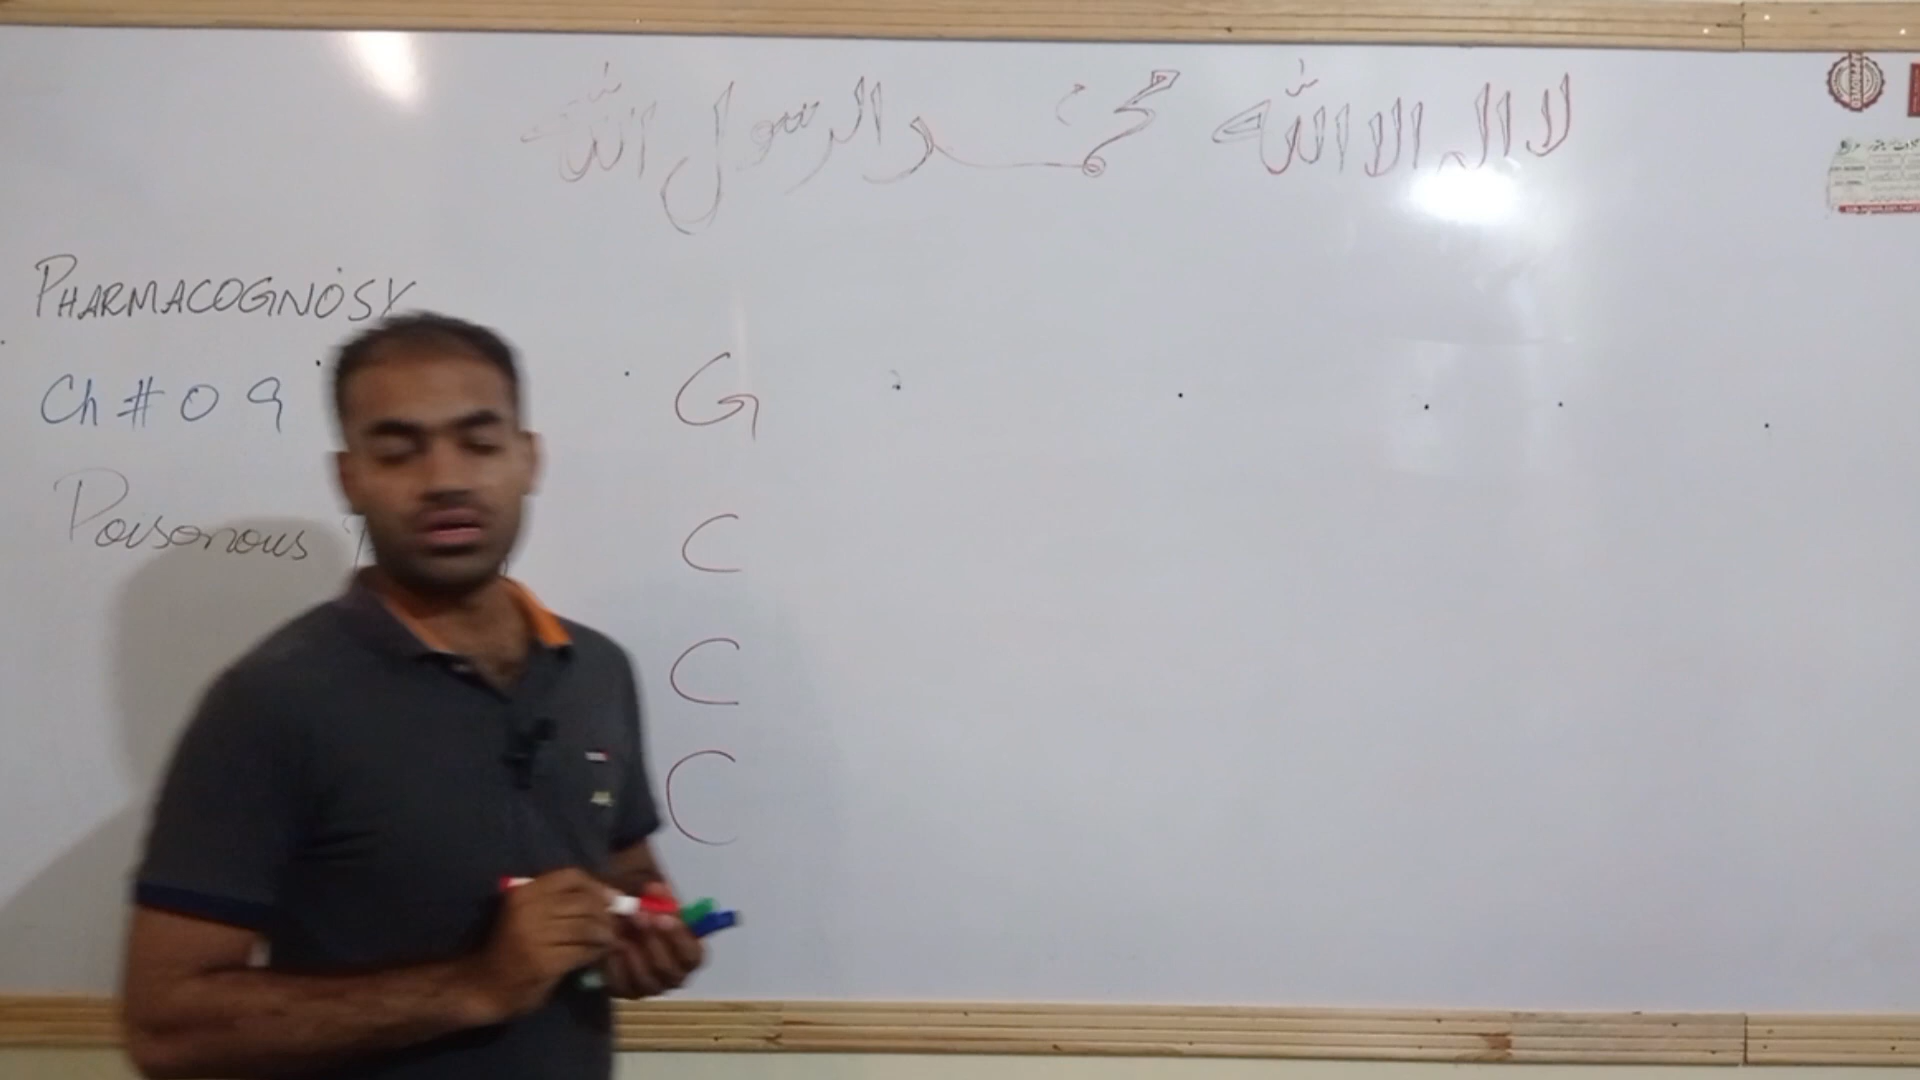 لا اله الا الله محمد الرسول الله
PHARMACOGNOSY
Ch # 09
Poisonous
G
C
C
C